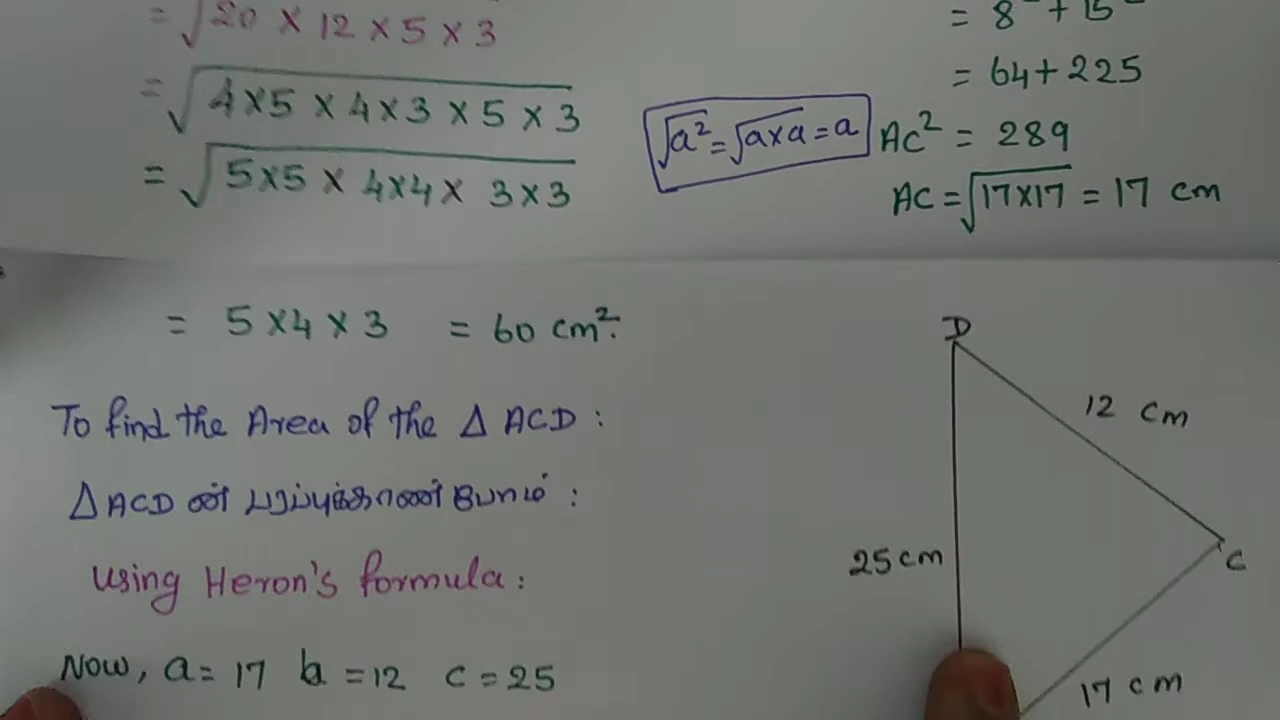 = √20 × 12 × 5 × 3
= √4×5 × 4×3 × 5 × 3
= √5×5 × 4×4 × 3×3
√a² = √a×a = a
= 8² + 15²
= 64 + 225
AC² = 289
AC = √17×17 = 17 cm
= 5 × 4 × 3 = 60 cm².
To find the Area of the Δ ACD :
Δ ACD ன் பரப்புக்காண்போம் :
Using Heron's formula :
Now, a = 17 b = 12 c = 25
D
12 cm
25 cm
C
17 cm